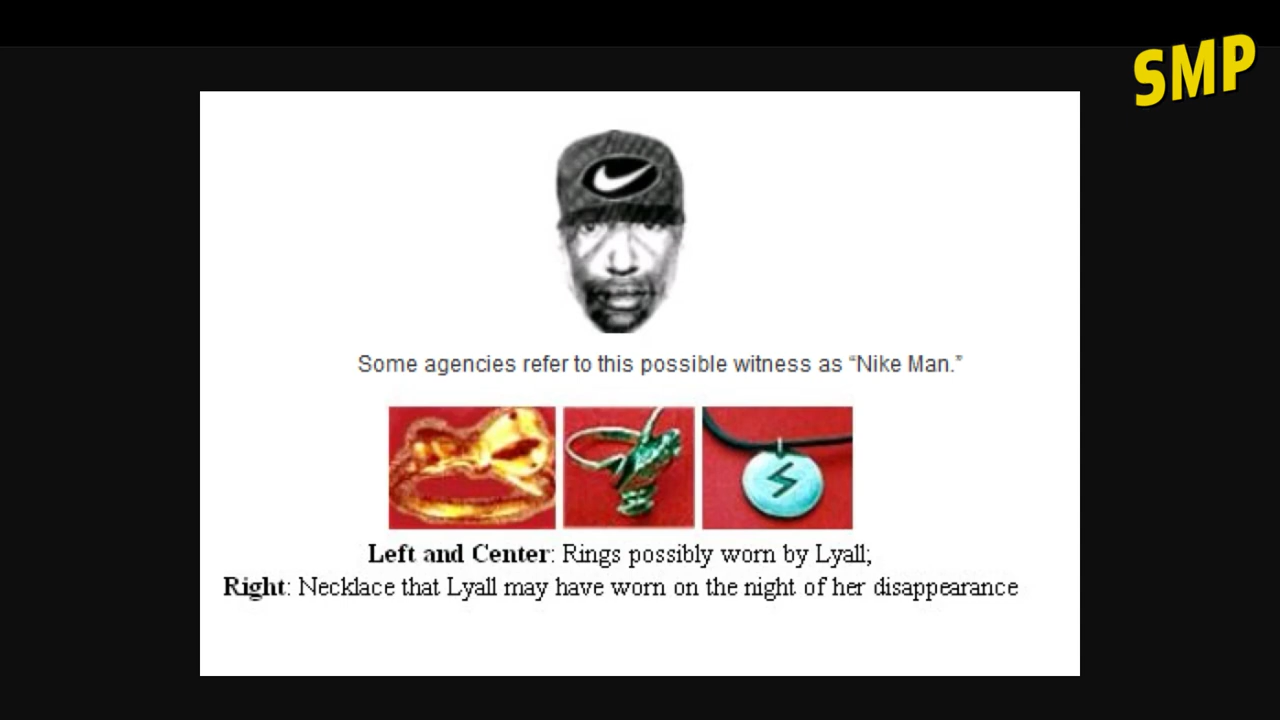 SMP
Some agencies refer to this possible witness as “Nike Man.”
Left and Center: Rings possibly worn by Lyall;
Right: Necklace that Lyall may have worn on the night of her disappearance